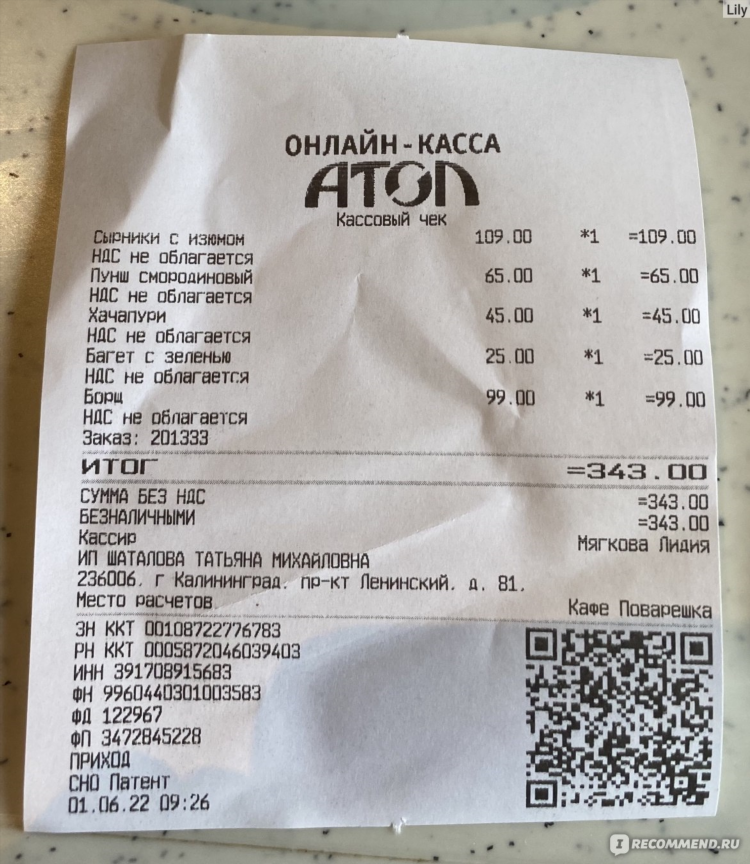 Lily
ОНЛАЙН-КАССА
АТОЛ
Кассовый чек
Сырники с изюмом 109.00 *1 =109.00
НДС не облагается
Пунш смородиновый 65.00 *1 =65.00
НДС не облагается
Хачапури 45.00 *1 =45.00
НДС не облагается
Багет с зеленью 25.00 *1 =25.00
НДС не облагается
Борщ 99.00 *1 =99.00
НДС не облагается
Заказ: 201333
ИТОГ =343.00
СУММА БЕЗ НДС =343.00
БЕЗНАЛИЧНЫМИ =343.00
Кассир Мягкова Лидия
ИП ШАТАЛОВА ТАТЬЯНА МИХАЙЛОВНА
236006, г Калининград, пр-кт Ленинский, д. 81,
Место расчетов Кафе Поварешка
ЗН ККТ 00108722776783
РН ККТ 0005872046039403
ИНН 391708915683
ФН 9960440301003583
ФД 122967
ФП 3472845228
ПРИХОД
СНО Патент
01.06.22 09:26
IRECOMMEND.RU